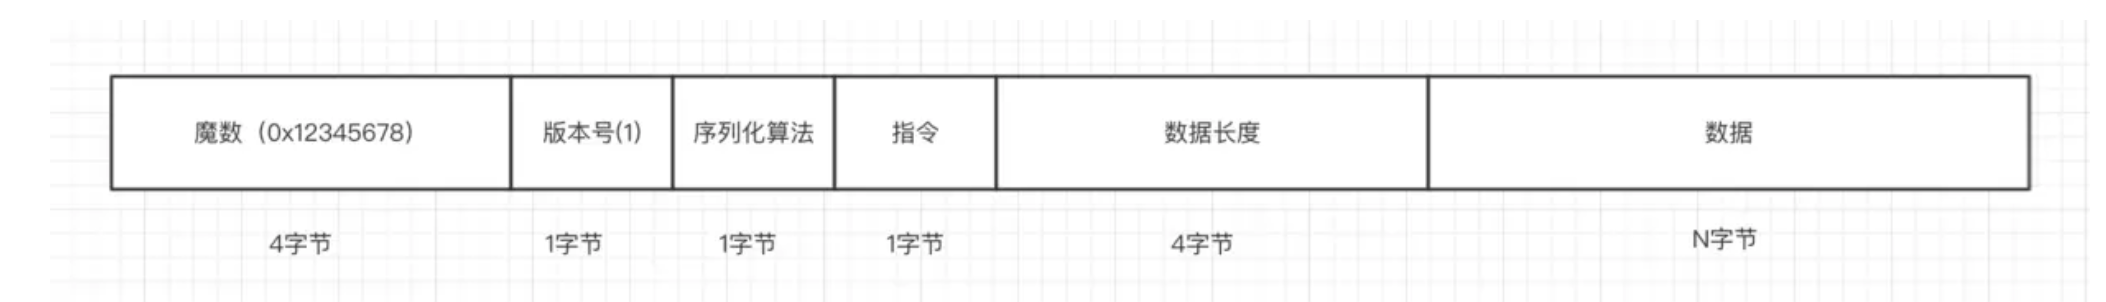 魔数（0x12345678） 版本号(1) 序列化算法 指令 数据长度 数据
4字节 1字节 1字节 1字节 4字节 N字节